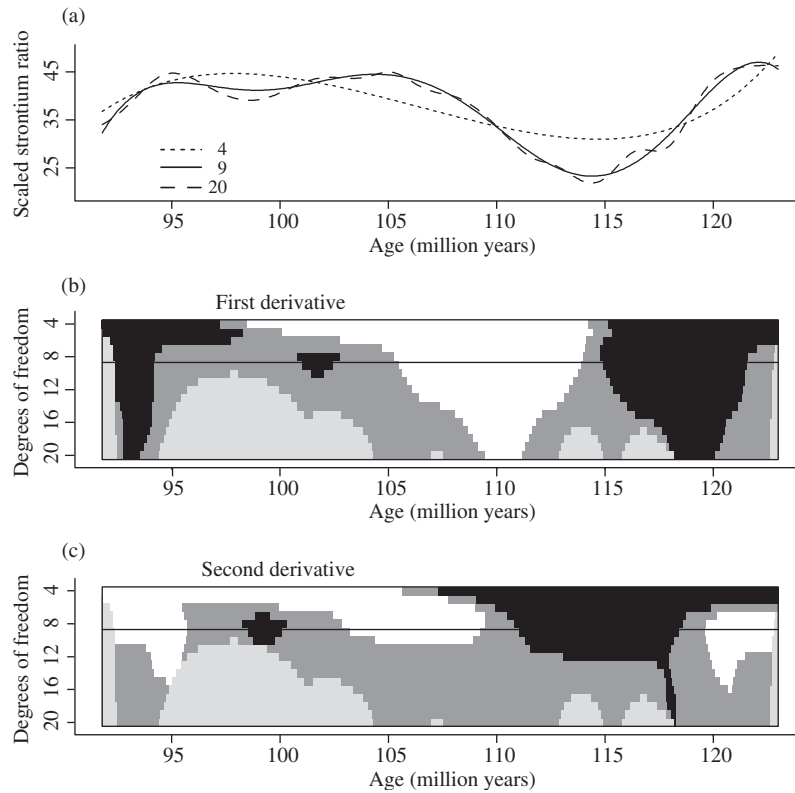 (a)
Scaled strontium ratio
45
35
25
4
9
20
95 100 105 110 115 120
Age (million years)
(b)
First derivative
Degrees of freedom
4
8
12
16
20
95 100 105 110 115 120
Age (million years)
(c)
Second derivative
Degrees of freedom
4
8
12
16
20
95 100 105 110 115 120
Age (million years)